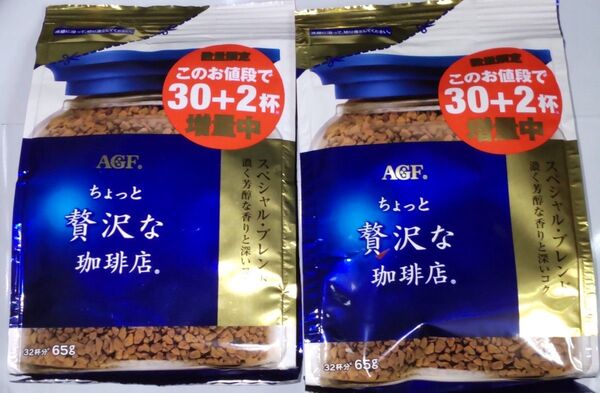 数量限定
このお値段で
30+2杯
増量中
AGF®
ちょっと
贅沢な
珈琲店®
スペシャル・ブレンド
濃く芳醇な香りと深いコク
32杯分 65g
数量限定
このお値段で
30+2杯
増量中
AGF®
ちょっと
贅沢な
珈琲店®
スペシャル・ブレンド
濃く芳醇な香りと深いコク
32杯分 65g